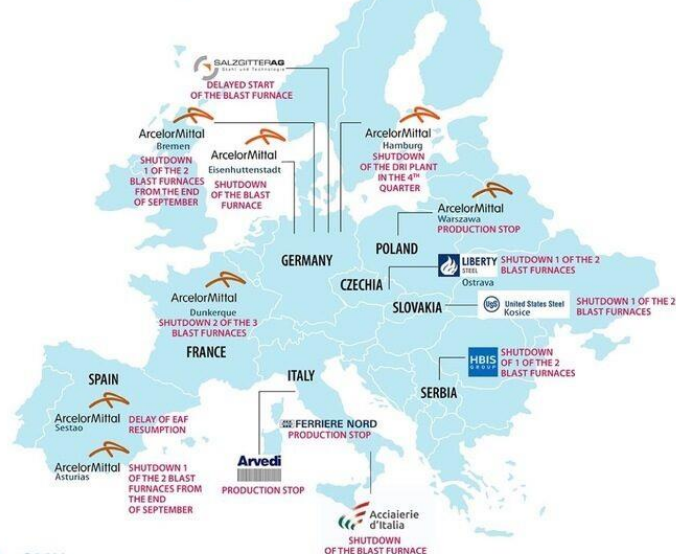 SALZGITTERAG
Stahl und Technologie
DELAYED START
OF THE BLAST FURNACE
ArcelorMittal
Bremen
SHUTDOWN
1 OF THE 2
BLAST FURNACES
FROM THE END
OF SEPTEMBER
ArcelorMittal
Eisenhuttenstadt
SHUTDOWN
OF THE BLAST
FURNACE
ArcelorMittal
Hamburg
SHUTDOWN
OF THE DRI PLANT
IN THE 4TH
QUARTER
ArcelorMittal
Warszawa
PRODUCTION STOP
GERMANY
POLAND
LIBERTY
STEEL
Ostrava
SHUTDOWN 1 OF THE 2
BLAST FURNACES
CZECHIA
SLOVAKIA
USS
United States Steel
Kosice
SHUTDOWN 1 OF THE 2
BLAST FURNACES
ArcelorMittal
Dunkerque
SHUTDOWN 2 OF THE 3
BLAST FURNACES
FRANCE
HBIS
GROUP
SHUTDOWN
OF 1 OF THE 2
BLAST FURNACES
SERBIA
ITALY
SPAIN
ArcelorMittal
Sestao
DELAY OF EAF
RESUMPTION
FERRIERE NORD
PRODUCTION STOP
Arvedi
PRODUCTION STOP
ArcelorMittal
Asturias
SHUTDOWN 1
OF THE 2 BLAST
FURNACES FROM
THE END
OF SEPTEMBER
Acciaierie
d'Italia
SHUTDOWN
OF THE BLAST FURNACE